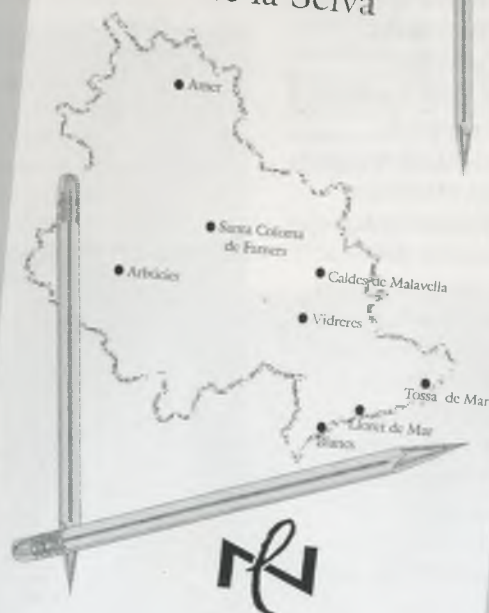 de la Selva
Amer
Santa Coloma
de Farners
Arbúcies
Caldes de Malavella
Vidreres
Tossa de Mar
Lloret de Mar
Blanes